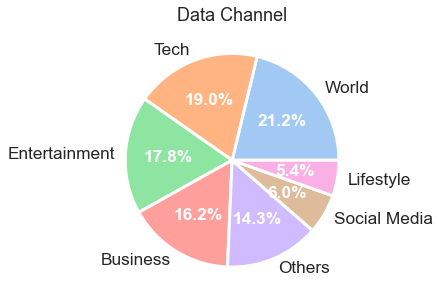 Data Channel
Tech
World
19.0%
21.2%
Entertainment
17.8%
5.4%
Lifestyle
6.0%
16.2%
14.3%
Social Media
Business
Others